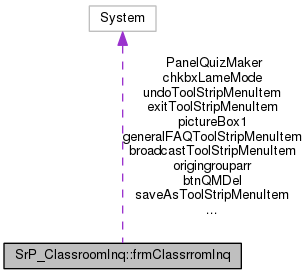 System
PanelQuizMaker
chkbxLameMode
undoToolStripMenuItem
exitToolStripMenuItem
pictureBox1
generalFAQToolStripMenuItem
broadcastToolStripMenuItem
origingrouparr
btnQMDel
saveAsToolStripMenuItem
...
SrP_ClassroomInq::frmClassrromInq